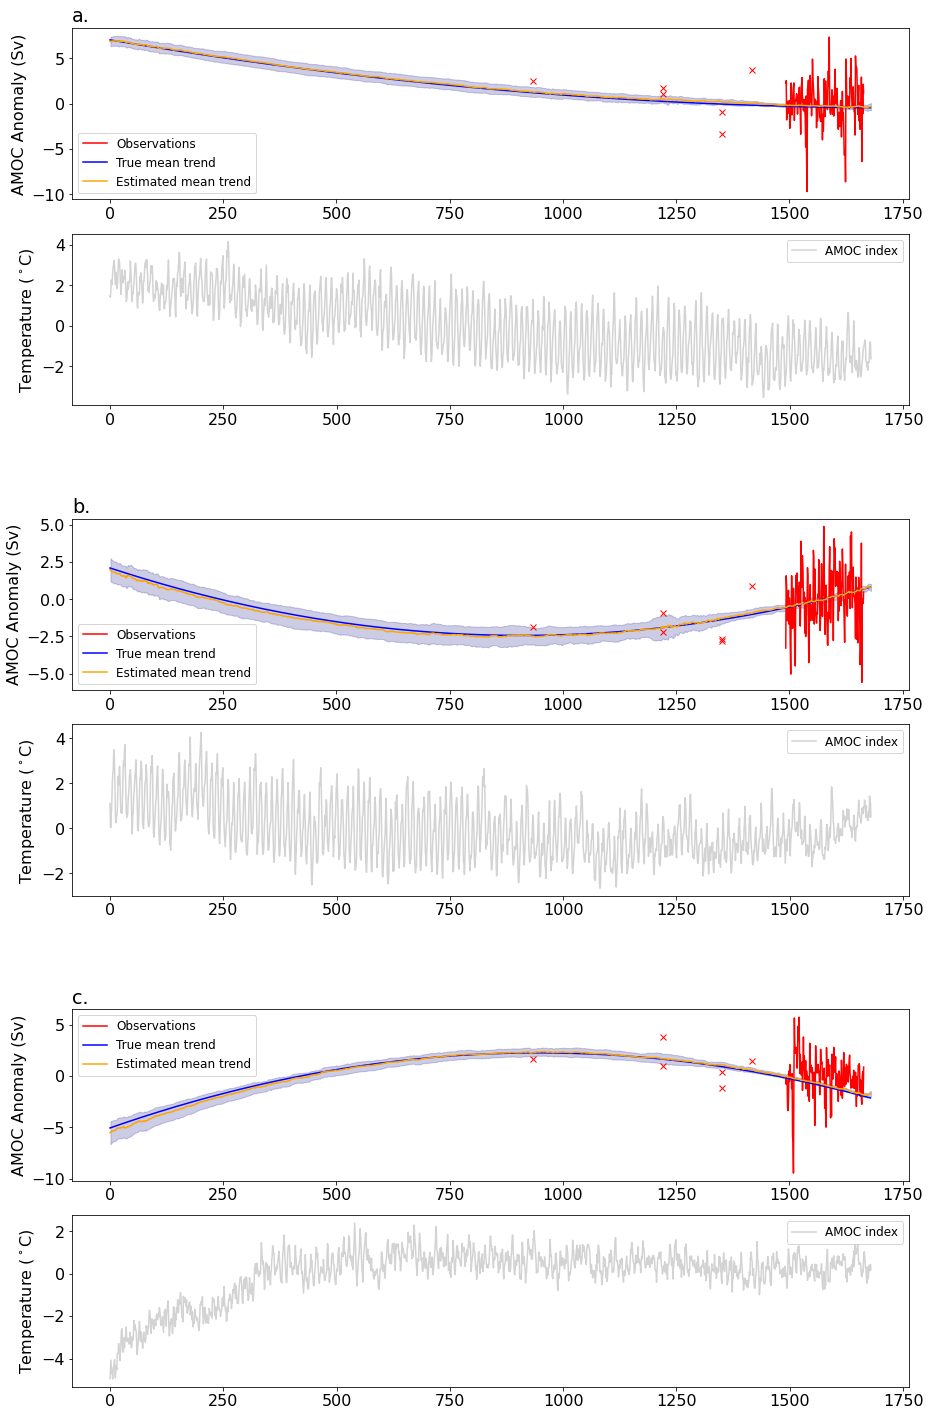 a.
AMOC Anomaly (Sv)
5
0
−5
−10
Observations
True mean trend
Estimated mean trend
0 250 500 750 1000 1250 1500 1750
Temperature (°C)
4
2
0
−2
AMOC index
0 250 500 750 1000 1250 1500 1750
b.
AMOC Anomaly (Sv)
5.0
2.5
0.0
−2.5
−5.0
Observations
True mean trend
Estimated mean trend
0 250 500 750 1000 1250 1500 1750
Temperature (°C)
4
2
0
−2
AMOC index
0 250 500 750 1000 1250 1500 1750
c.
AMOC Anomaly (Sv)
5
0
−5
−10
Observations
True mean trend
Estimated mean trend
0 250 500 750 1000 1250 1500 1750
Temperature (°C)
2
0
−2
−4
AMOC index
0 250 500 750 1000 1250 1500 1750